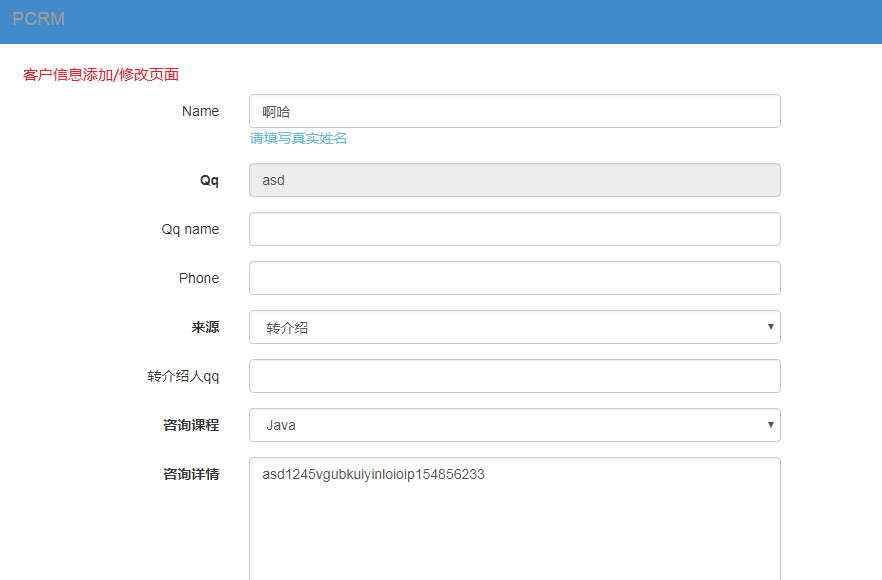 PCRM
客户信息添加/修改页面
Name
啊哈
请填写真实姓名
Qq
asd
Qq name
Phone
来源
转介绍
转介绍人qq
咨询课程
Java
咨询详情
asd1245vgubkuiyinloioip154856233